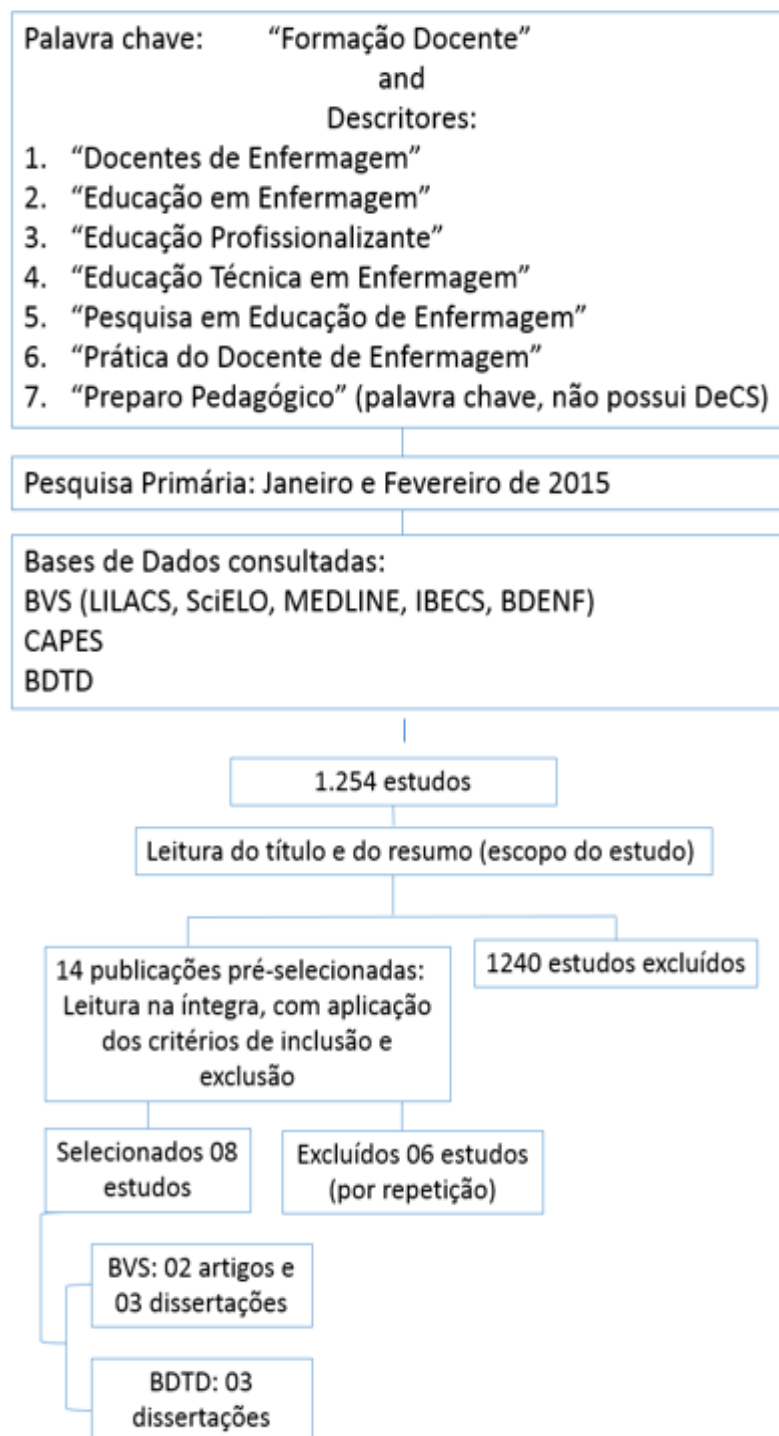 Palavra chave: “Formação Docente”
and
Descritores:
1. “Docentes de Enfermagem”
2. “Educação em Enfermagem”
3. “Educação Profissionalizante”
4. “Educação Técnica em Enfermagem”
5. “Pesquisa em Educação de Enfermagem”
6. “Prática do Docente de Enfermagem”
7. “Preparo Pedagógico” (palavra chave, não possui DeCS)
Pesquisa Primária: Janeiro e Fevereiro de 2015
Bases de Dados consultadas:
BVS (LILACS, SciELO, MEDLINE, IBECS, BDENF)
CAPES
BDTD
1.254 estudos
Leitura do título e do resumo (escopo do estudo)
14 publicações pré-selecionadas:
Leitura na íntegra, com aplicação
dos critérios de inclusão e
exclusão
1240 estudos excluídos
Selecionados 08
estudos
Excluídos 06 estudos
(por repetição)
BVS: 02 artigos e
03 dissertações
BDTD: 03
dissertações